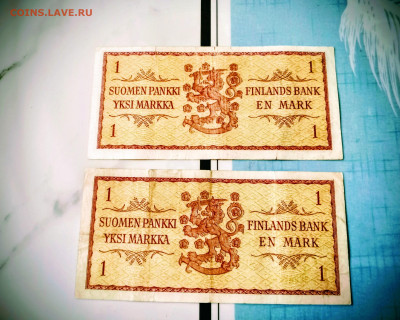 COINS.LAVE.RU
1 1
SUOMEN PANKKI FINLANDS BANK
YKSI MARKKA EN MARK
1 1
1 1
SUOMEN PANKKI FINLANDS BANK
YKSI MARKKA EN MARK
1 1